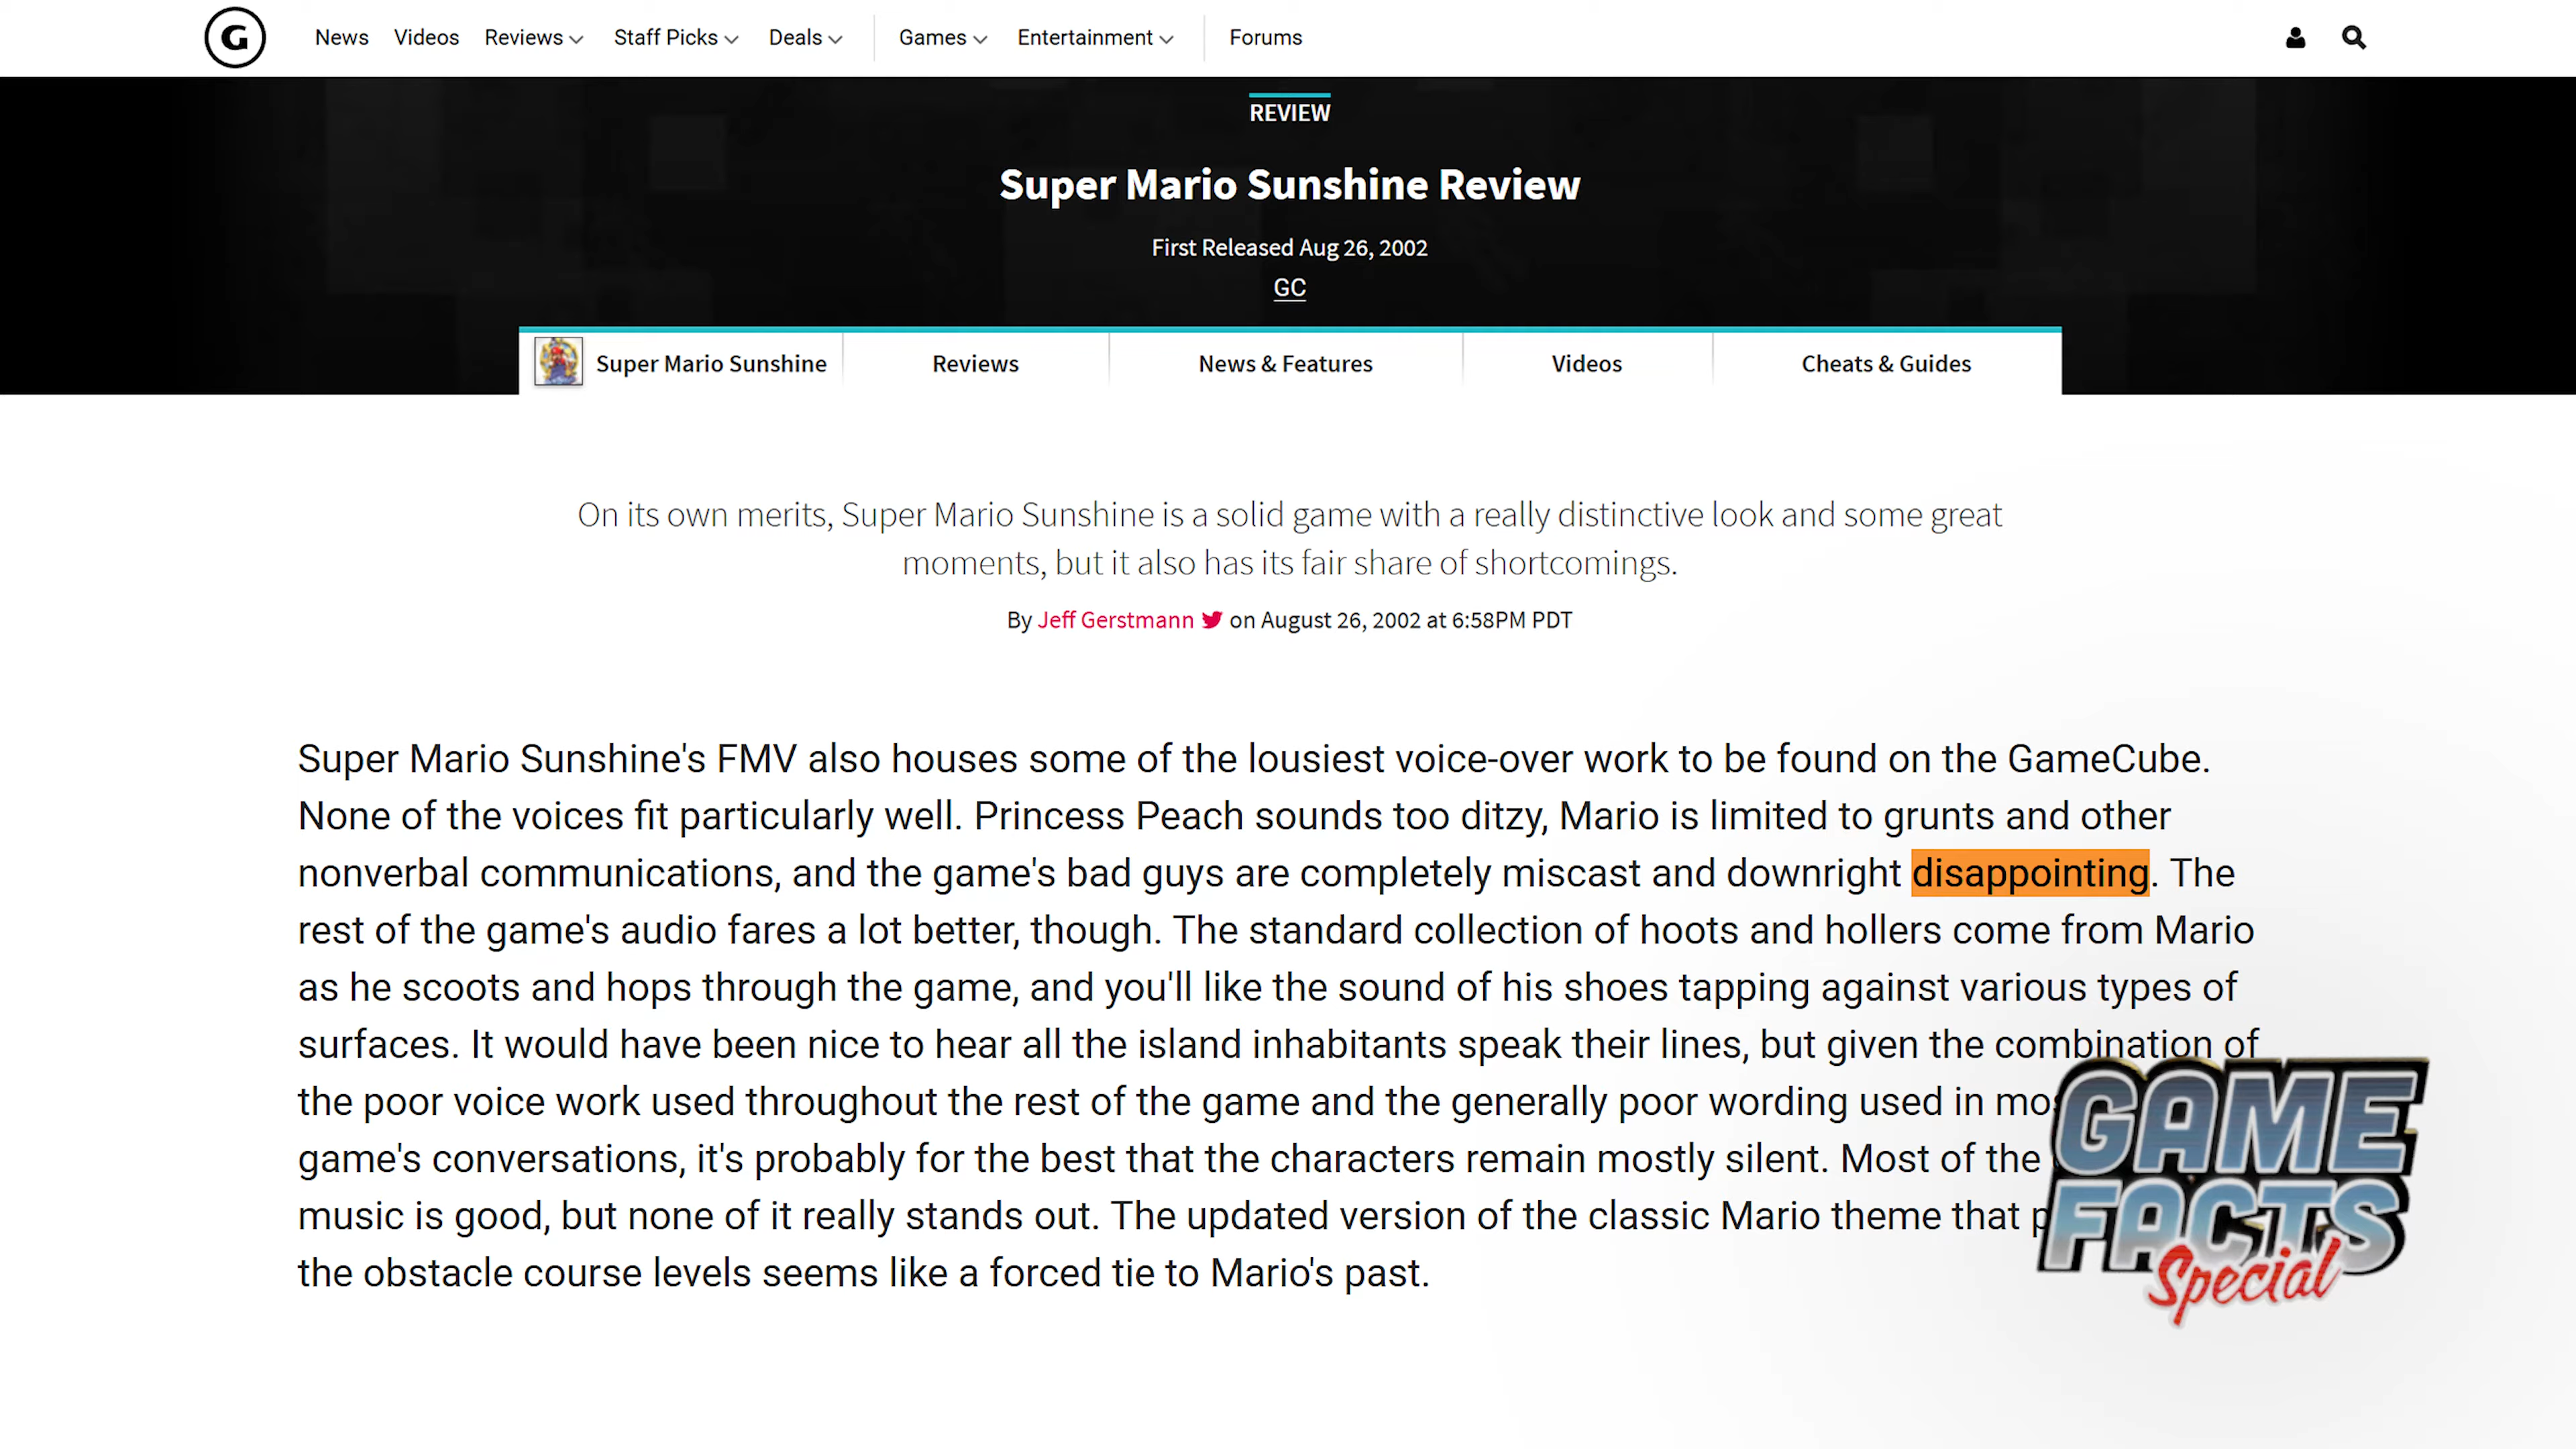 G News Videos Reviews Staff Picks Deals Games Entertainment Forums
REVIEW
Super Mario Sunshine Review
First Released Aug 26, 2002
GC
Super Mario Sunshine Reviews News & Features Videos Cheats & Guides
On its own merits, Super Mario Sunshine is a solid game with a really distinctive look and some great
moments, but it also has its fair share of shortcomings.
By Jeff Gerstmann on August 26, 2002 at 6:58PM PDT
Super Mario Sunshine's FMV also houses some of the lousiest voice-over work to be found on the GameCube.
None of the voices fit particularly well. Princess Peach sounds too ditzy, Mario is limited to grunts and other
nonverbal communications, and the game's bad guys are completely miscast and downright disappointing. The
rest of the game's audio fares a lot better, though. The standard collection of hoots and hollers come from Mario
as he scoots and hops through the game, and you'll like the sound of his shoes tapping against various types of
surfaces. It would have been nice to hear all the island inhabitants speak their lines, but given the combination of
the poor voice work used throughout the rest of the game and the generally poor wording used in
game's conversations, it's probably for the best that the characters remain mostly silent. Most of the
music is good, but none of it really stands out. The updated version of the classic Mario theme that
the obstacle course levels seems like a forced tie to Mario's past.
GAME
FACTS
Special